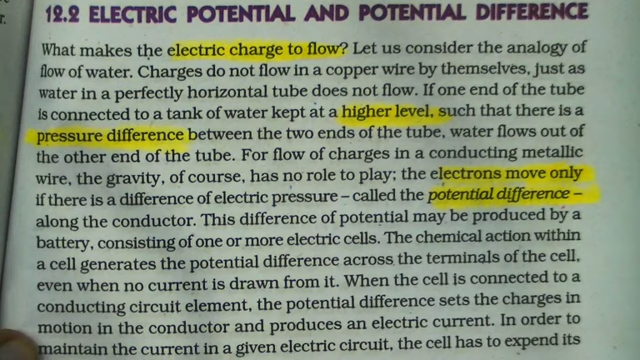 12.2 ELECTRIC POTENTIAL AND POTENTIAL DIFFERENCE
What makes the electric charge to flow? Let us consider the analogy of
flow of water. Charges do not flow in a copper wire by themselves, just as
water in a perfectly horizontal tube does not flow. If one end of the tube
is connected to a tank of water kept at a higher level, such that there is a
pressure difference between the two ends of the tube, water flows out of
the other end of the tube. For flow of charges in a conducting metallic
wire, the gravity, of course, has no role to play; the electrons move only
if there is a difference of electric pressure – called the potential difference –
along the conductor. This difference of potential may be produced by a
battery, consisting of one or more electric cells. The chemical action within
a cell generates the potential difference across the terminals of the cell,
even when no current is drawn from it. When the cell is connected to a
conducting circuit element, the potential difference sets the charges in
motion in the conductor and produces an electric current. In order to
maintain the current in a given electric circuit, the cell has to expend its